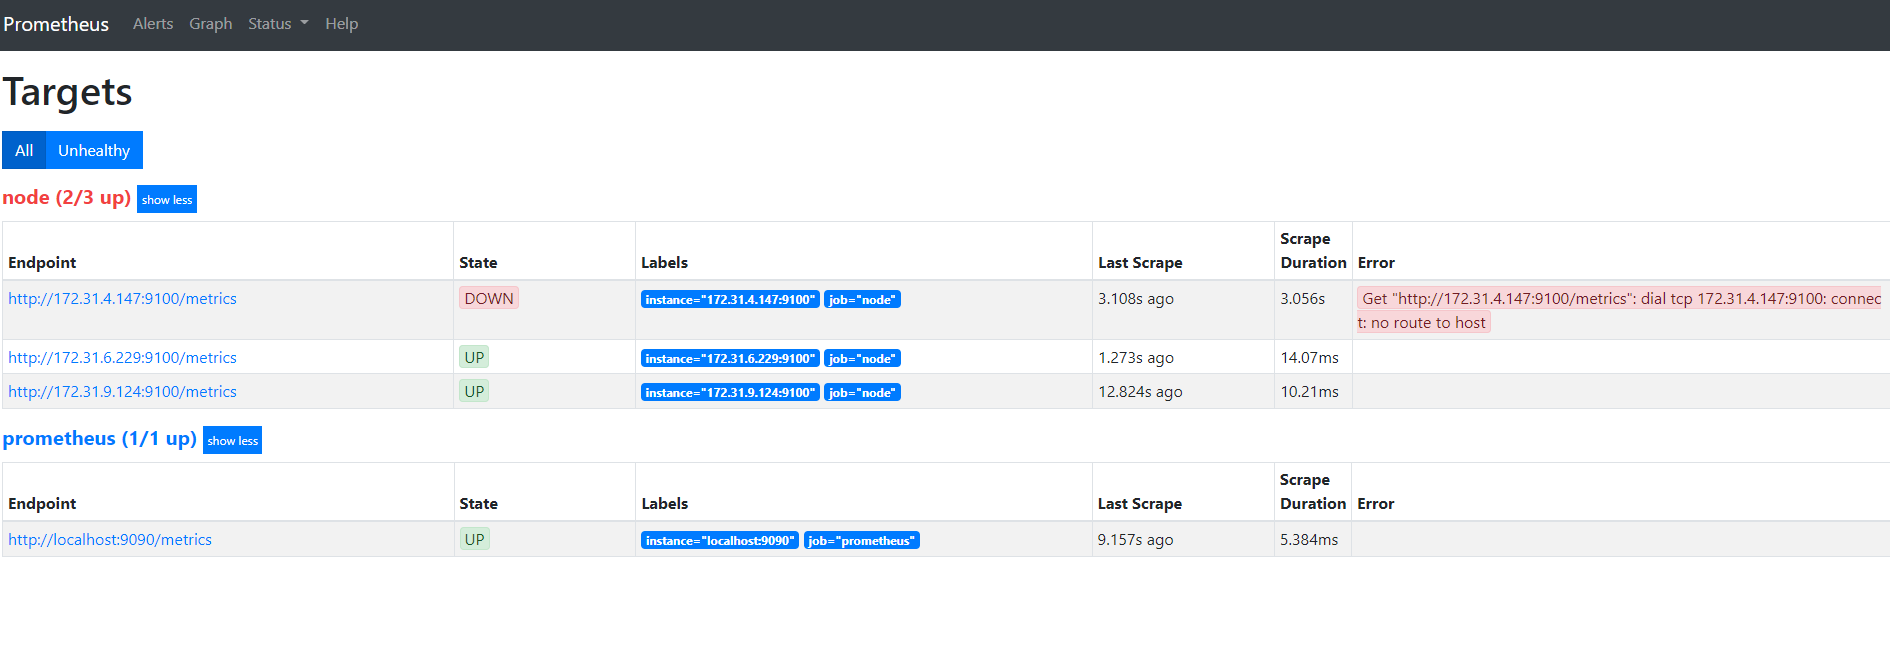 Prometheus Alerts Graph Status Help
Targets
All Unhealthy
node (2/3 up) show less
Endpoint State Labels Last Scrape Scrape Duration Error
http://172.31.4.147:9100/metrics DOWN instance="172.31.4.147:9100" job="node" 3.108s ago 3.056s Get "http://172.31.4.147:9100/metrics": dial tcp 172.31.4.147:9100: connec
t: no route to host
http://172.31.6.229:9100/metrics UP instance="172.31.6.229:9100" job="node" 1.273s ago 14.07ms
http://172.31.9.124:9100/metrics UP instance="172.31.9.124:9100" job="node" 12.824s ago 10.21ms
prometheus (1/1 up) show less
Endpoint State Labels Last Scrape Scrape Duration Error
http://localhost:9090/metrics UP instance="localhost:9090" job="prometheus" 9.157s ago 5.384ms